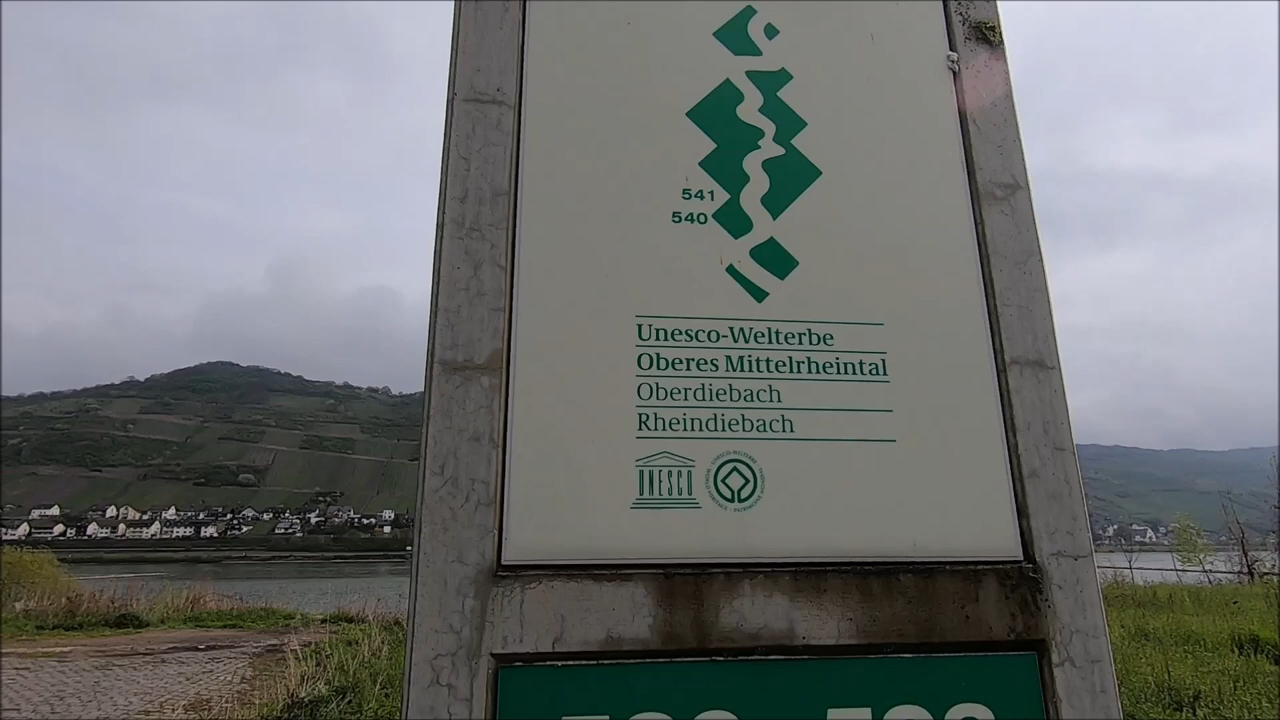 541
540
Unesco-Welterbe
Oberes Mittelrheintal
Oberdiebach
Rheindiebach
UNESCO